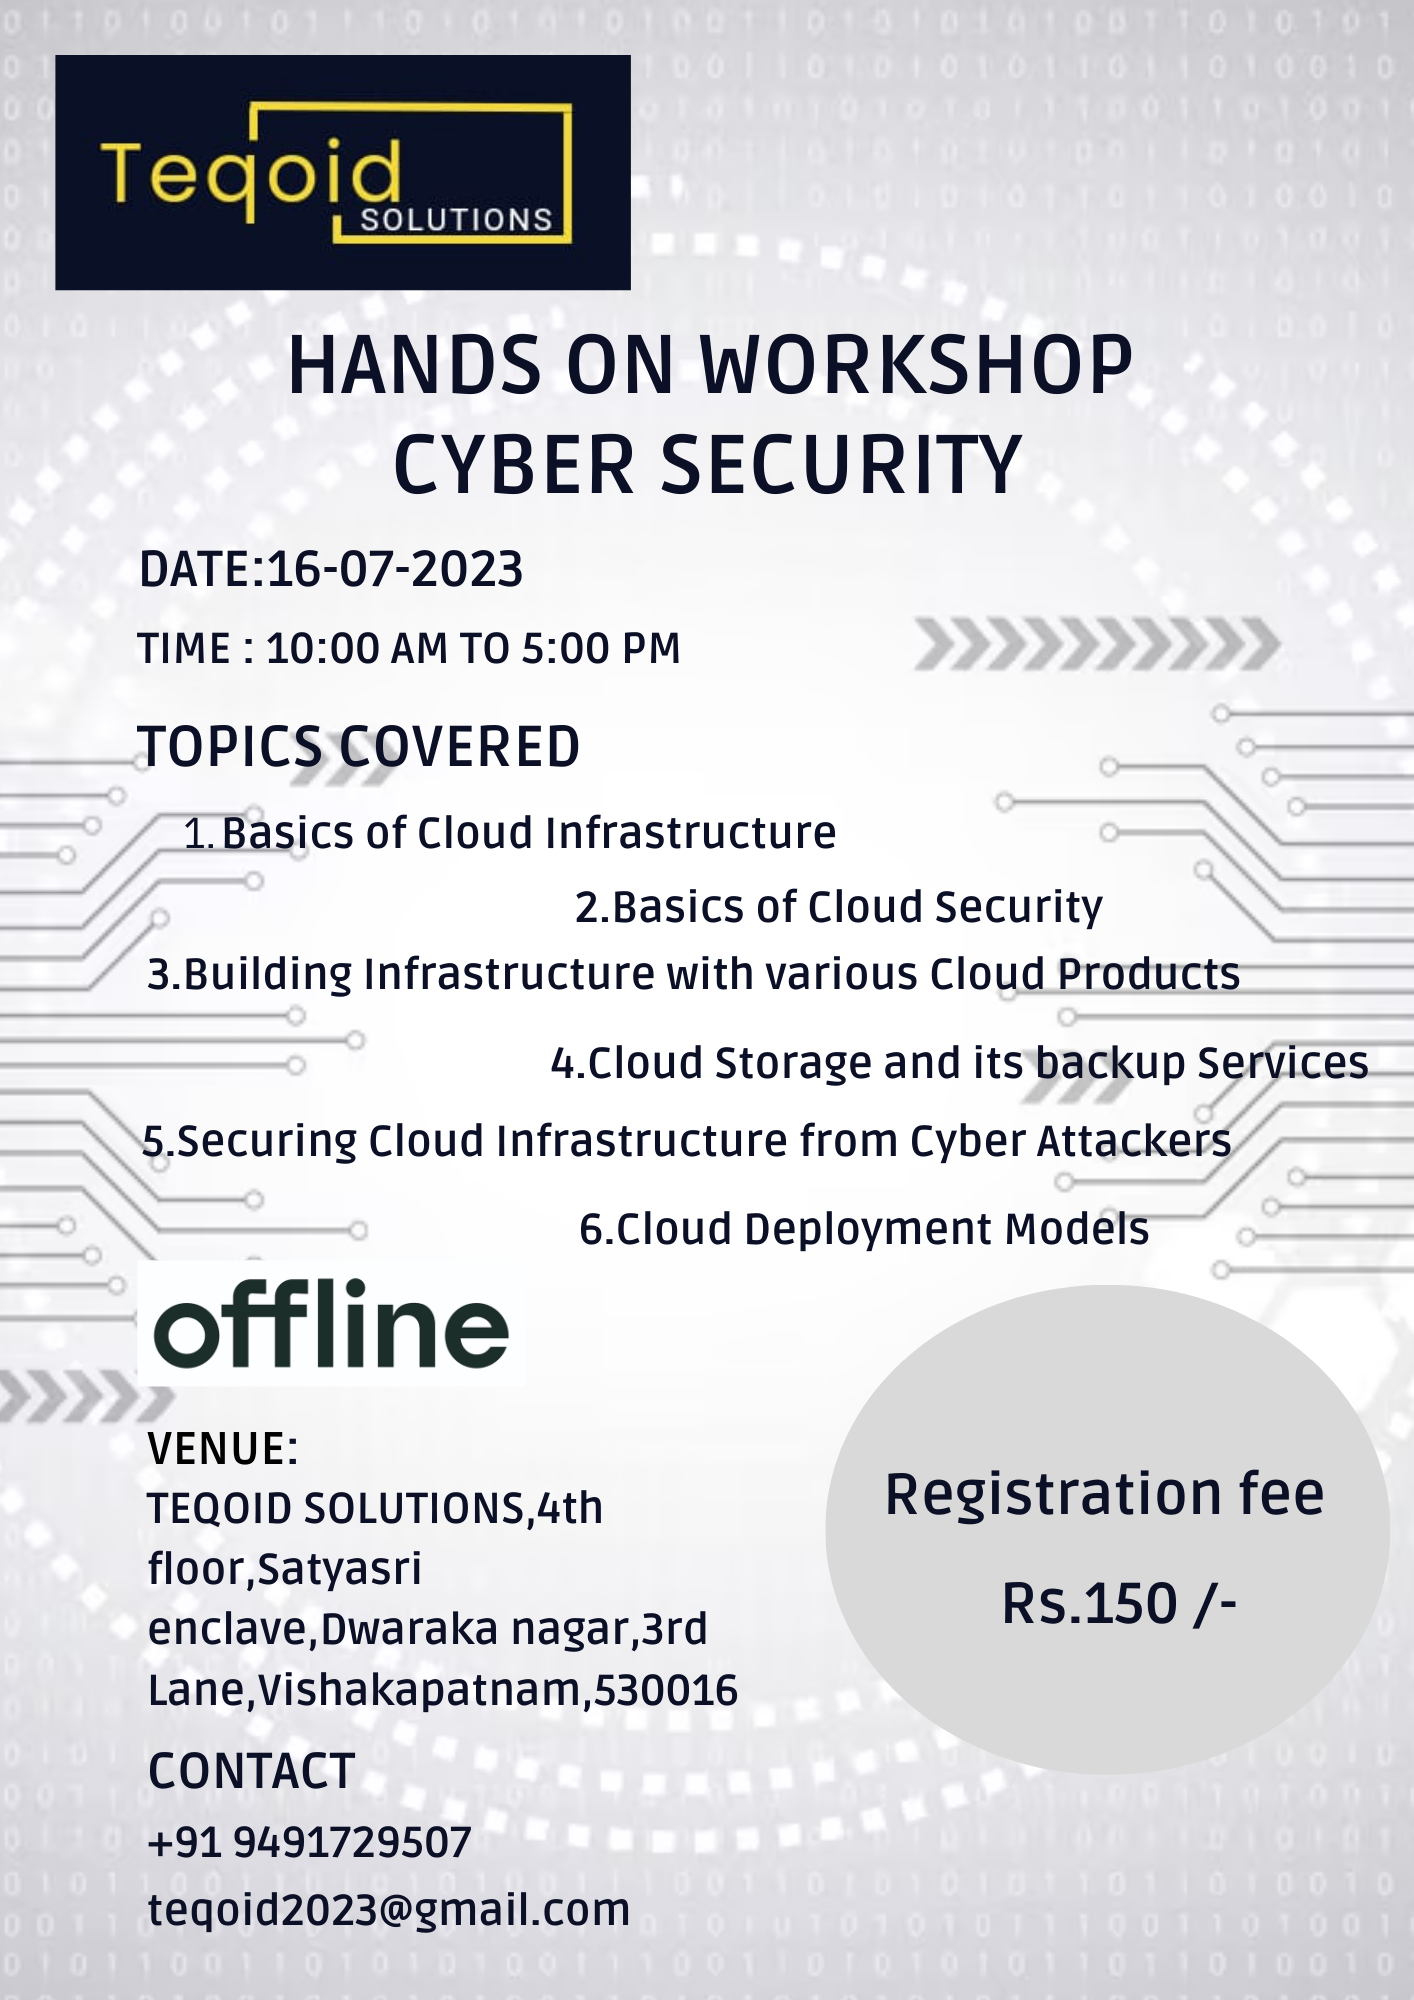 Teqoid
SOLUTIONS
HANDS ON WORKSHOP
CYBER SECURITY
DATE:16-07-2023
TIME : 10:00 AM TO 5:00 PM
TOPICS COVERED
1. Basics of Cloud Infrastructure
2.Basics of Cloud Security
3.Building Infrastructure with various Cloud Products
4.Cloud Storage and its backup Services
5.Securing Cloud Infrastructure from Cyber Attackers
6.Cloud Deployment Models
offline
VENUE:
TEQOID SOLUTIONS,4th
floor,Satyasri
enclave,Dwaraka nagar,3rd
Lane,Vishakapatnam,530016
Registration fee
Rs.150 /-
CONTACT
+91 9491729507
teqoid2023@gmail.com